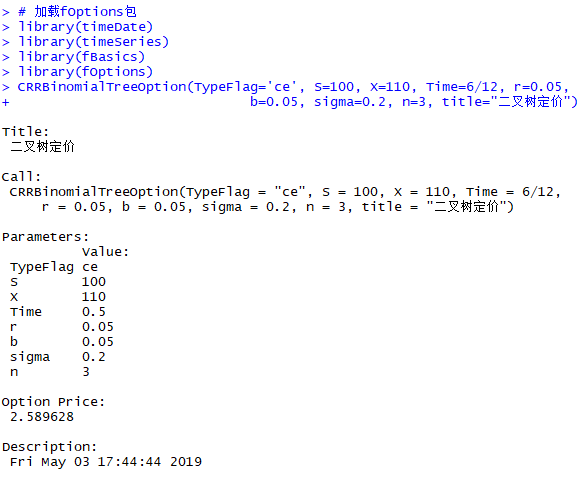 > # 加载fOptions包
> library(timeDate)
> library(timeSeries)
> library(fBasics)
> library(fOptions)
> CRRBinomialTreeOption(TypeFlag='ce', S=100, X=110, Time=6/12, r=0.05,
+                       b=0.05, sigma=0.2, n=3, title="二叉树定价")
Title:
 二叉树定价
Call:
 CRRBinomialTreeOption(TypeFlag = "ce", S = 100, X = 110, Time = 6/12,
     r = 0.05, b = 0.05, sigma = 0.2, n = 3, title = "二叉树定价")
Parameters:
          Value:
 TypeFlag ce
 S        100
 X        110
 Time     0.5
 r        0.05
 b        0.05
 sigma    0.2
 n        3
Option Price:
 2.589628
Description:
 Fri May 03 17:44:44 2019